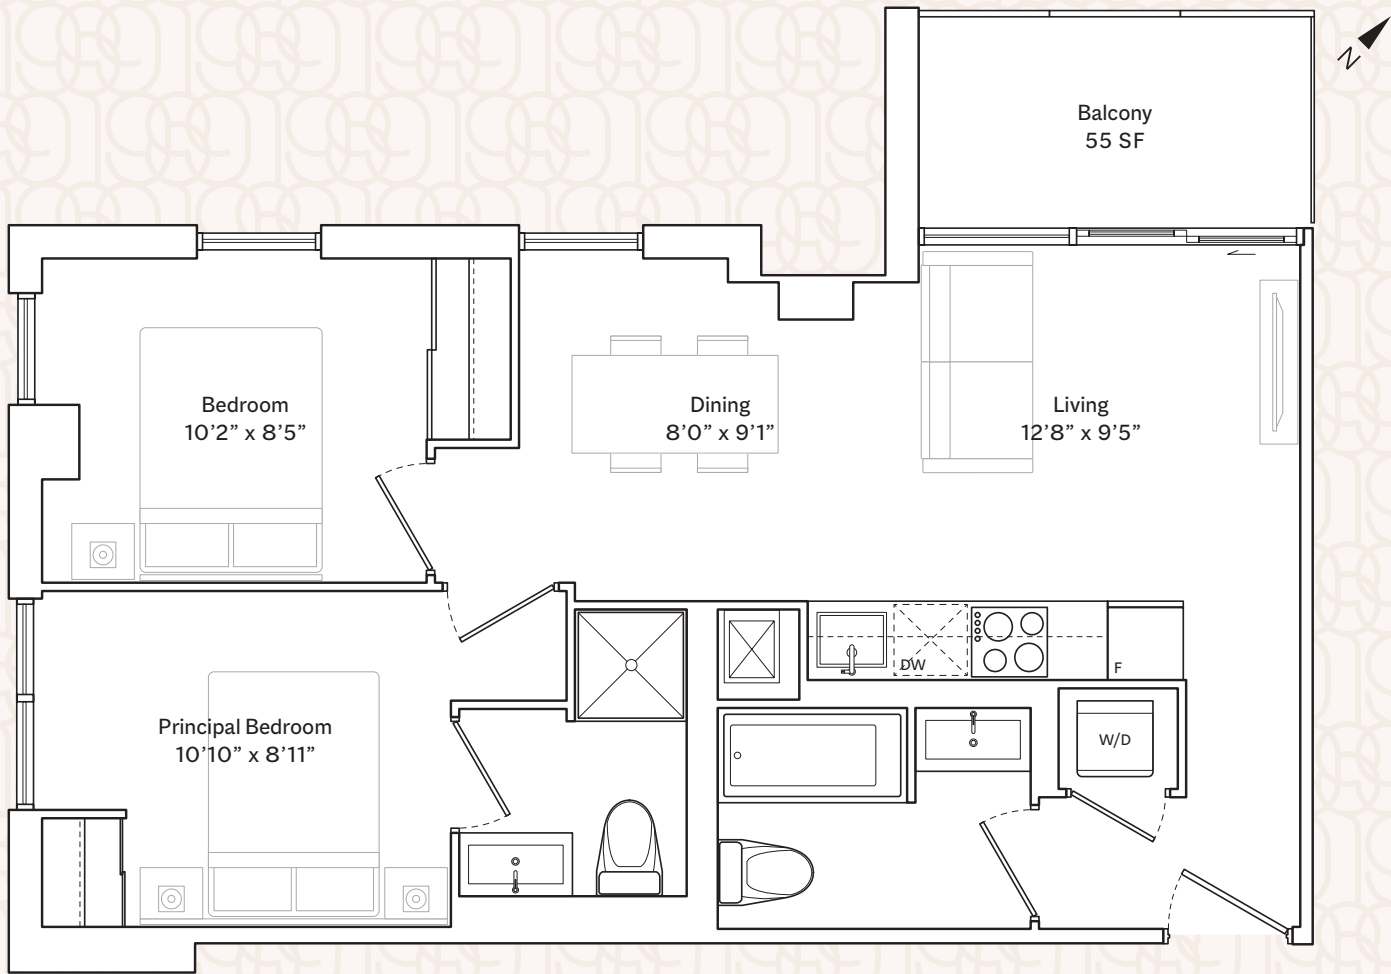 N
Balcony
55 SF
Bedroom
10’2” x 8’5”
Dining
8’0” x 9’1”
Living
12’8” x 9’5”
DW
F
Principal Bedroom
10’10” x 8’11”
W/D